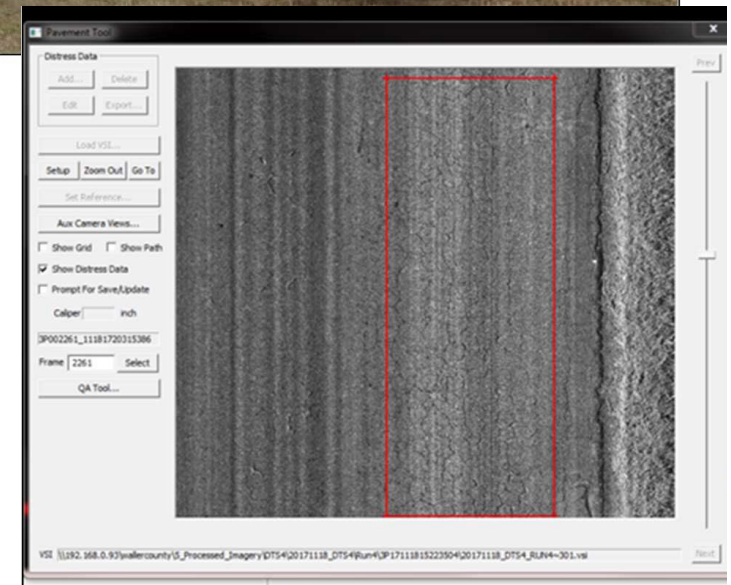 Pavement Tool
x
Distress Data
Prev
Add... Delete
Edit Export...
Load VSI...
Setup Zoom Out Go To
Set Reference...
Aux Camera Views...
Show Grid Show Path
Show Distress Data
Prompt For Save/Update
Caliper inch
3P002261_11181720315386
Frame 2261 Select
QA Tool...
VSI \\192.168.0.93\wallercounty\5_Processed_Imagery\DTS4\20171118_DTS4\Run4\3P17111815223504\20171118_DTS4_RUN4~301.vsi
Next